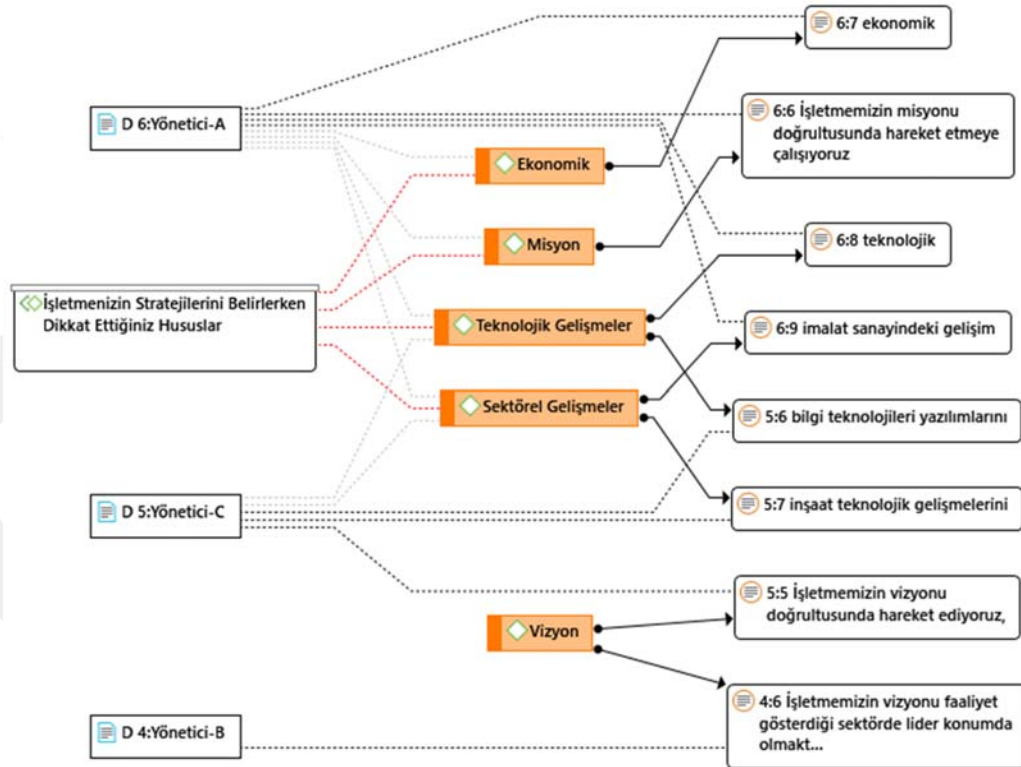 6:7 ekonomik
D 6:Yönetici-A
6:6 İşletmemizin misyonu
doğrultusunda hareket etmeye
çalışıyoruz
Ekonomik
Misyon
6:8 teknolojik
İşletmenizin Stratejilerini Belirlerken
Dikkat Ettiğiniz Hususlar
Teknolojik Gelişmeler
6:9 imalat sanayindeki gelişim
Sektörel Gelişmeler
5:6 bilgi teknolojileri yazılımlarını
D 5:Yönetici-C
5:7 inşaat teknolojik gelişmelerini
5:5 İşletmemizin vizyonu
doğrultusunda hareket ediyoruz,
Vizyon
4:6 İşletmemizin vizyonu faaliyet
gösterdiği sektörde lider konumda
olmakt...
D 4:Yönetici-B